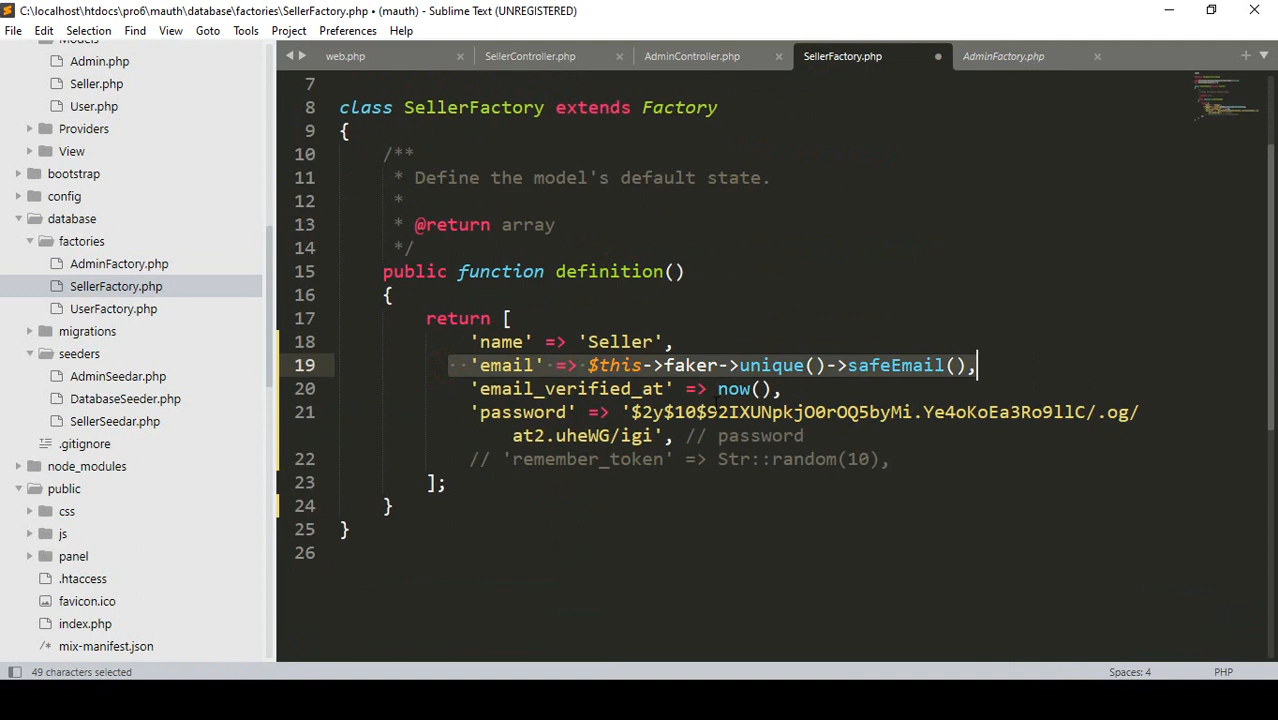 C:\localhost\htdocs\pro6\mauth\database\factories\SellerFactory.php • (mauth) - Sublime Text (UNREGISTERED)
File Edit Selection Find View Goto Tools Project Preferences Help
web.php SellerController.php AdminController.php SellerFactory.php AdminFactory.php
Models
Admin.php
Seller.php
User.php
Providers
View
bootstrap
config
database
factories
AdminFactory.php
SellerFactory.php
UserFactory.php
migrations
seeders
AdminSeedar.php
DatabaseSeeder.php
SellerSeedar.php
.gitignore
node_modules
public
css
js
panel
.htaccess
favicon.ico
index.php
mix-manifest.json
7
8 class SellerFactory extends Factory
9 {
10 /**
11 * Define the model's default state.
12 *
13 * @return array
14 */
15 public function definition()
16 {
17 return [
18 'name' => 'Seller',
19 'email' => $this->faker->unique()->safeEmail(),
20 'email_verified_at' => now(),
21 'password' => '$2y$10$92IXUNpkjO0rOQ5byMi.Ye4oKoEa3Ro9llC/.og/
at2.uheWG/igi', // password
22 // 'remember_token' => Str::random(10),
23 ];
24 }
25 }
26
49 characters selected Spaces: 4 PHP